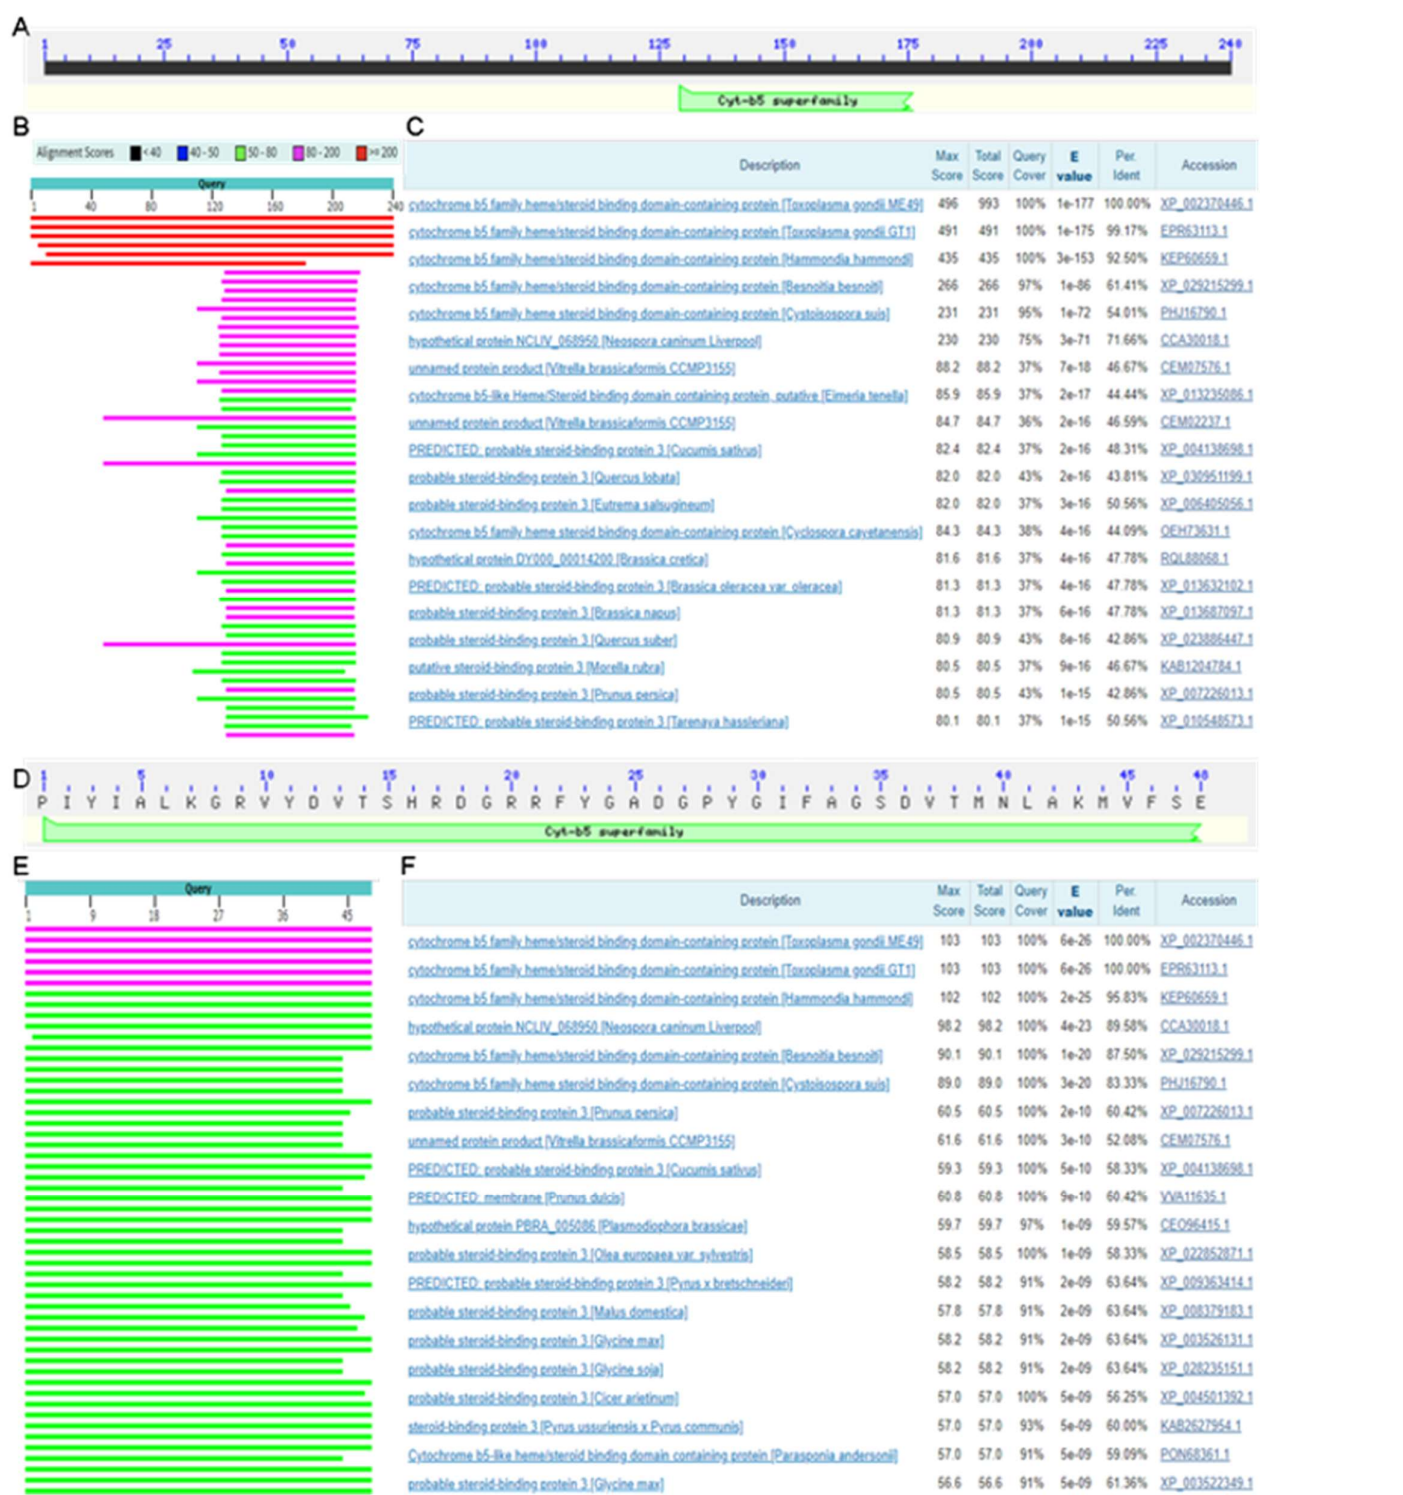 A
1 25 50 75 100 125 150 175 200 225 240
Cyt-b5 superfamily
B
Alignment Scores <40 40-50 50-80 80-200 >=200
Query
1 40 80 120 160 200 240
C
Description Max Score Total Score Query Cover E value Per. Ident Accession
cytochrome b5 family heme/steroid binding domain-containing protein [Toxoplasma gondii ME49] 496 993 100% 1e-177 100.00% XP_002370446.1
cytochrome b5 family heme/steroid binding domain-containing protein [Toxoplasma gondii GT1] 491 491 100% 1e-175 99.17% EPR63113.1
cytochrome b5 family heme/steroid binding domain-containing protein [Hammondia hammondi] 435 435 100% 3e-153 92.50% KEP60659.1
cytochrome b5 family heme/steroid binding domain-containing protein [Besnoitia besnoiti] 266 266 97% 1e-86 61.41% XP_029215299.1
cytochrome b5 family heme steroid binding domain-containing protein [Cystoisospora suis] 231 231 95% 1e-72 54.01% PHJ16790.1
hypothetical protein NCLIV_068950 [Neospora caninum Liverpool] 230 230 75% 3e-71 71.66% CCA30018.1
unnamed protein product [Vitrella brassicaformis CCMP3155] 88.2 88.2 37% 7e-18 46.67% CEM07576.1
cytochrome b5-like Heme/Steroid binding domain containing protein, putative [Eimeria tenella] 85.9 85.9 37% 2e-17 44.44% XP_013235086.1
unnamed protein product [Vitrella brassicaformis CCMP3155] 84.7 84.7 36% 2e-16 46.59% CEM02237.1
PREDICTED: probable steroid-binding protein 3 [Cucumis sativus] 82.4 82.4 37% 2e-16 48.31% XP_004138698.1
probable steroid-binding protein 3 [Quercus lobata] 82.0 82.0 43% 2e-16 43.81% XP_030951199.1
probable steroid-binding protein 3 [Eutrema salsugineum] 82.0 82.0 37% 3e-16 50.56% XP_006405056.1
cytochrome b5 family heme steroid binding domain-containing protein [Cyclospora cayetanensis] 84.3 84.3 38% 4e-16 44.09% OEH73631.1
hypothetical protein DY000_00014200 [Brassica cretica] 81.6 81.6 37% 4e-16 47.78% RQL88068.1
PREDICTED: probable steroid-binding protein 3 [Brassica oleracea var. oleracea] 81.3 81.3 37% 4e-16 47.78% XP_013632102.1
probable steroid-binding protein 3 [Brassica napus] 81.3 81.3 37% 6e-16 47.78% XP_013687097.1
probable steroid-binding protein 3 [Quercus suber] 80.9 80.9 43% 8e-16 42.86% XP_023886447.1
putative steroid-binding protein 3 [Morella rubra] 80.5 80.5 37% 9e-16 46.67% KAB1204784.1
probable steroid-binding protein 3 [Prunus persica] 80.5 80.5 43% 1e-15 42.86% XP_007226013.1
PREDICTED: probable steroid-binding protein 3 [Tarenaya hassleriana] 80.1 80.1 37% 1e-15 50.56% XP_010548573.1
D
1 5 10 15 20 25 30 35 40 45 48
P I Y I A L K G R V Y D V T S H R D G R R F Y G A D G P Y G I F A G S D V T M N L A K M V F S E
Cyt-b5 superfamily
E
Query
1 9 18 27 36 45
F
Description Max Score Total Score Query Cover E value Per. Ident Accession
cytochrome b5 family heme/steroid binding domain-containing protein [Toxoplasma gondii ME49] 103 103 100% 6e-26 100.00% XP_002370446.1
cytochrome b5 family heme/steroid binding domain-containing protein [Toxoplasma gondii GT1] 103 103 100% 6e-26 100.00% EPR63113.1
cytochrome b5 family heme/steroid binding domain-containing protein [Hammondia hammondi] 102 102 100% 2e-25 95.83% KEP60659.1
hypothetical protein NCLIV_068950 [Neospora caninum Liverpool] 98.2 98.2 100% 4e-23 89.58% CCA30018.1
cytochrome b5 family heme/steroid binding domain-containing protein [Besnoitia besnoiti] 90.1 90.1 100% 1e-20 87.50% XP_029215299.1
cytochrome b5 family heme steroid binding domain-containing protein [Cystoisospora suis] 89.0 89.0 100% 3e-20 83.33% PHJ16790.1
probable steroid-binding protein 3 [Prunus persica] 60.5 60.5 100% 2e-10 60.42% XP_007226013.1
unnamed protein product [Vitrella brassicaformis CCMP3155] 61.6 61.6 100% 3e-10 52.08% CEM07576.1
PREDICTED: probable steroid-binding protein 3 [Cucumis sativus] 59.3 59.3 100% 5e-10 58.33% XP_004138698.1
PREDICTED: membrane [Prunus dulcis] 60.8 60.8 100% 9e-10 60.42% VVA11635.1
hypothetical protein PBRA_005086 [Plasmodiophora brassicae] 59.7 59.7 97% 1e-09 59.57% CEO96415.1
probable steroid-binding protein 3 [Olea europaea var. sylvestris] 58.5 58.5 100% 1e-09 58.33% XP_022852871.1
PREDICTED: probable steroid-binding protein 3 [Pyrus x bretschneideri] 58.2 58.2 91% 2e-09 63.64% XP_009363414.1
probable steroid-binding protein 3 [Malus domestica] 57.8 57.8 91% 2e-09 63.64% XP_008379183.1
probable steroid-binding protein 3 [Glycine max] 58.2 58.2 91% 2e-09 63.64% XP_003526131.1
probable steroid-binding protein 3 [Glycine soja] 58.2 58.2 91% 2e-09 63.64% XP_028235151.1
probable steroid-binding protein 3 [Cicer arietinum] 57.0 57.0 100% 5e-09 56.25% XP_004501392.1
steroid-binding protein 3 [Pyrus ussuriensis x Pyrus communis] 57.0 57.0 93% 5e-09 60.00% KAB2627954.1
Cytochrome b5-like heme/steroid binding domain containing protein [Parasponia andersonii] 57.0 57.0 91% 5e-09 59.09% PON68361.1
probable steroid-binding protein 3 [Glycine max] 56.6 56.6 91% 5e-09 61.36% XP_003522349.1